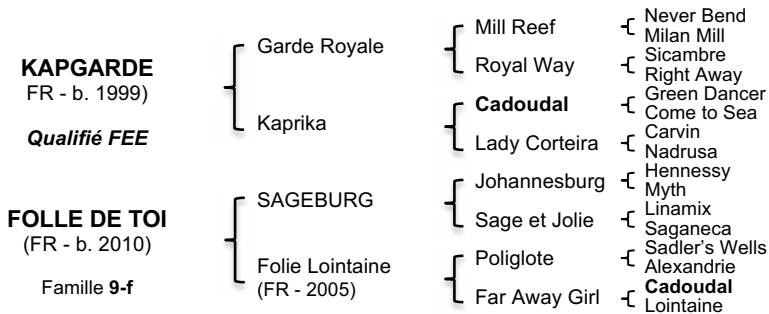 KAPGARDE
FR - b. 1999)
Qualifié FEE
FOLLE DE TOI
(FR - b. 2010)
Famille 9-f
Garde Royale
Kaprika
SAGEBURG
Folie Lointaine
(FR - 2005)
Mill Reef
Royal Way
Cadoudal
Lady Corteira
Johannesburg
Sage et Jolie
Poliglote
Far Away Girl
Never Bend
Milan Mill
Sicambre
Right Away
Green Dancer
Come to Sea
Carvin
Nadrusa
Hennessy
Myth
Linamix
Saganeca
Sadler's Wells
Alexandrie
Cadoudal
Lointaine